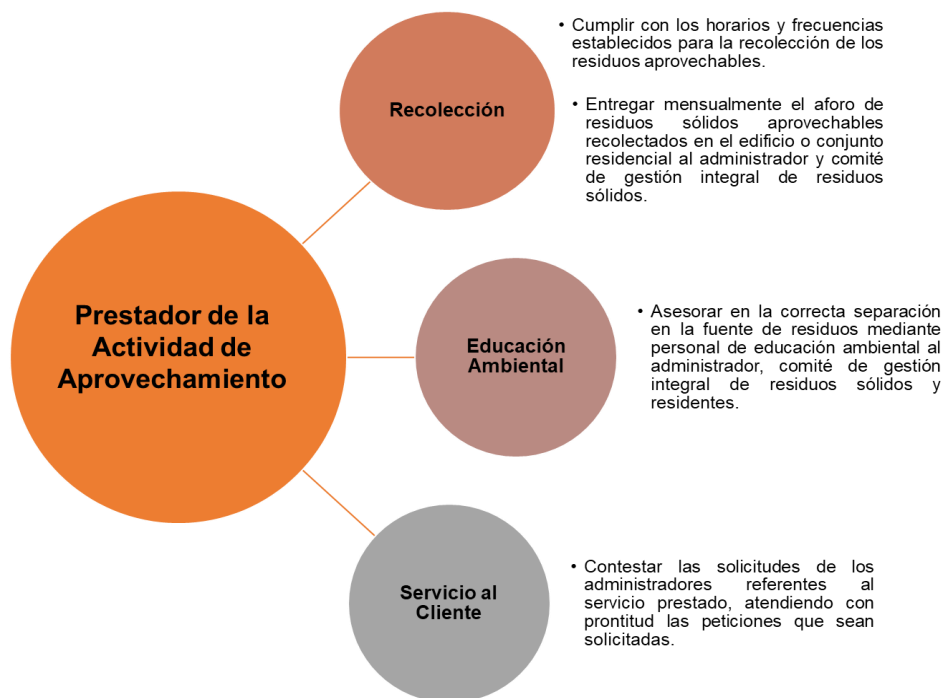 Prestador de la
Actividad de
Aprovechamiento
Recolección
• Cumplir con los horarios y frecuencias
establecidos para la recolección de los
residuos aprovechables.
• Entregar mensualmente el aforo de
residuos sólidos aprovechables
recolectados en el edificio o conjunto
residencial al administrador y comité
de gestión integral de residuos
sólidos.
Educación
Ambiental
• Asesorar en la correcta separación
en la fuente de residuos mediante
personal de educación ambiental al
administrador, comité de gestión
integral de residuos sólidos y
residentes.
Servicio al
Cliente
• Contestar las solicitudes de los
administradores referentes al
servicio prestado, atendiendo con
prontitud las peticiones que sean
solicitadas.